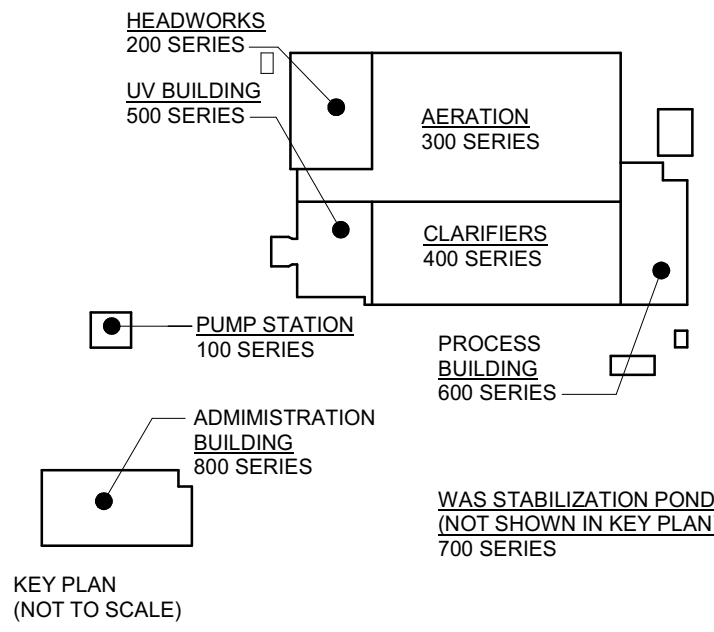 HEADWORKS
200 SERIES
UV BUILDING
500 SERIES
AERATION
300 SERIES
CLARIFIERS
400 SERIES
PUMP STATION
100 SERIES
PROCESS
BUILDING
600 SERIES
ADMIMISTRATION
BUILDING
800 SERIES
WAS STABILIZATION POND
(NOT SHOWN IN KEY PLAN
700 SERIES
KEY PLAN
(NOT TO SCALE)